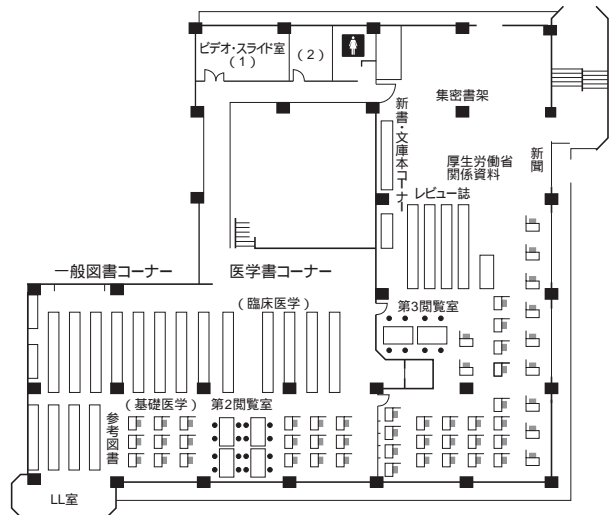 ビデオ・スライド室
(1)
(2)
集密書架
新書・文庫本コーナー
厚生労働省
関係資料
新聞
レビュー誌
一般図書コーナー
医学書コーナー
(臨床医学)
第3閲覧室
(基礎医学)
第2閲覧室
参考図書
LL室